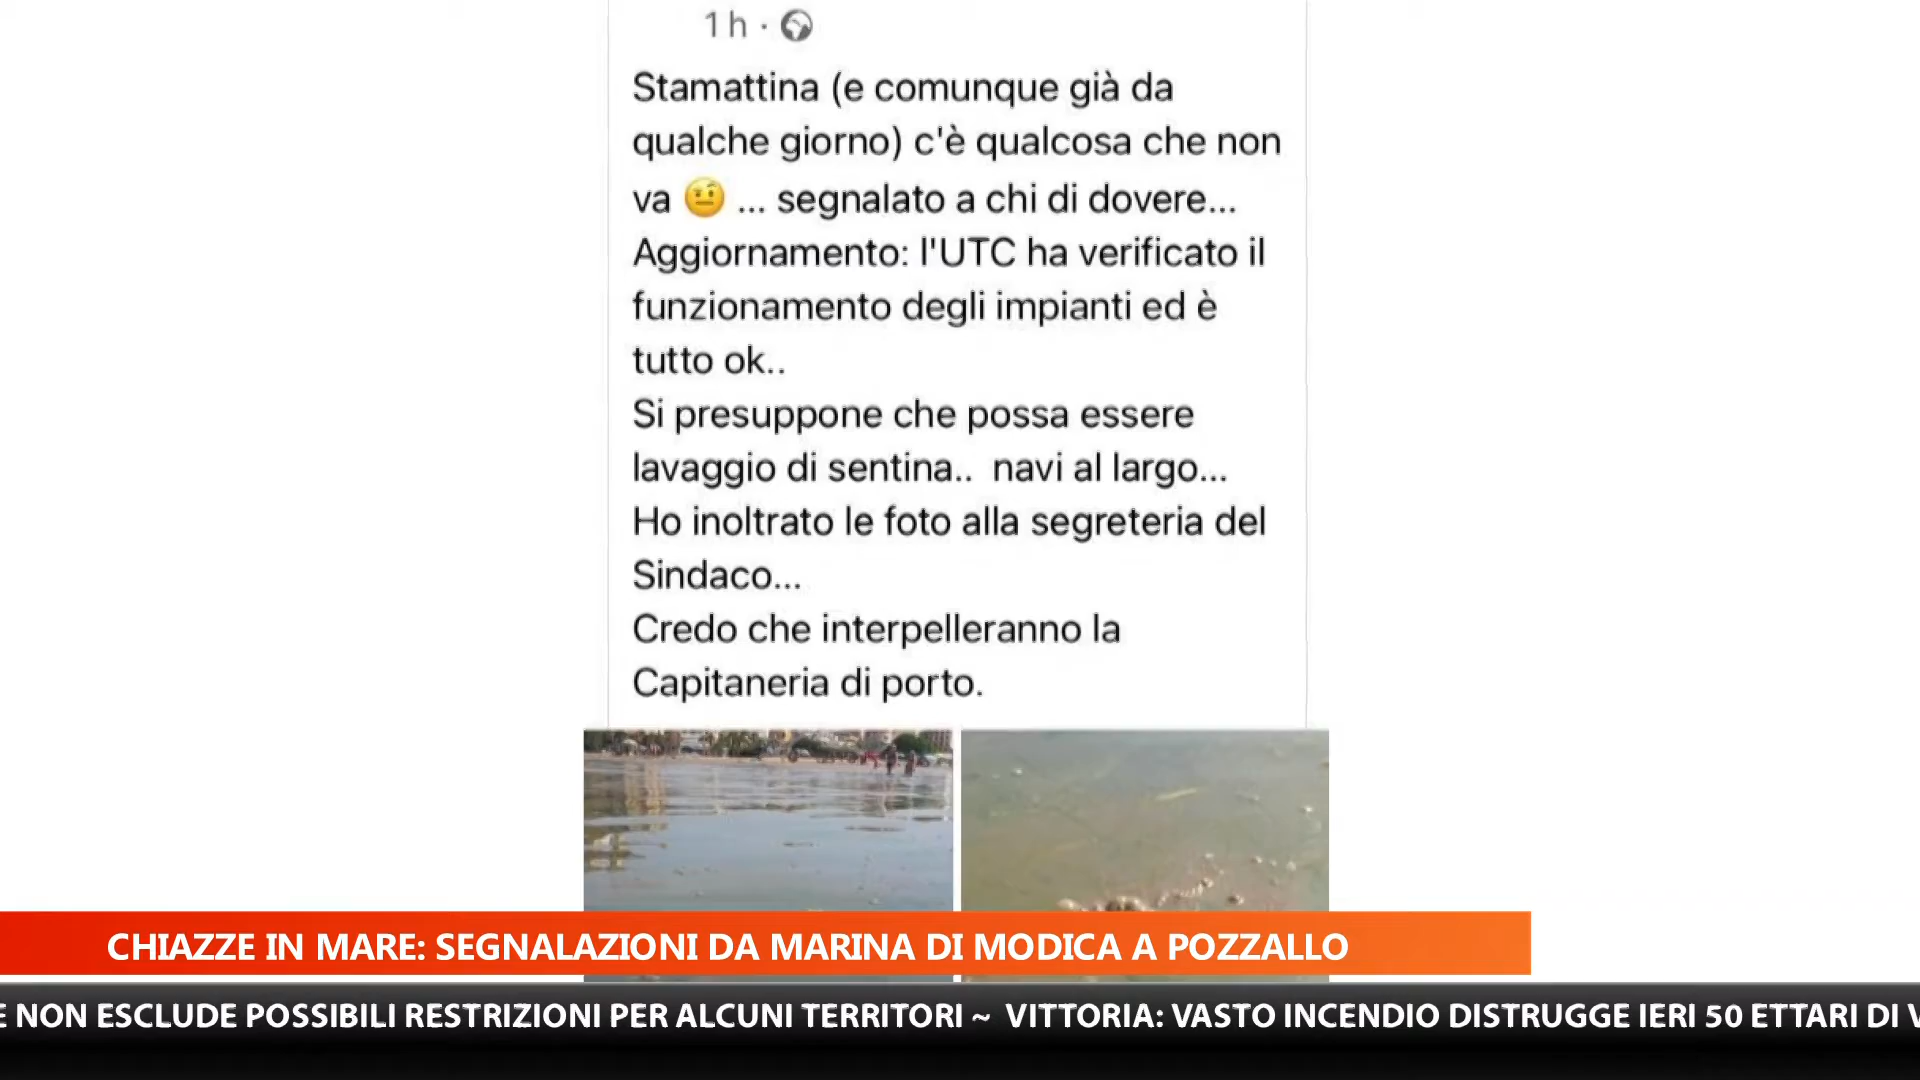 1 h ·
Stamattina (e comunque già da
qualche giorno) c'è qualcosa che non
va 🤨 ... segnalato a chi di dovere...
Aggiornamento: l'UTC ha verificato il
funzionamento degli impianti ed è
tutto ok..
Si presuppone che possa essere
lavaggio di sentina..  navi al largo...
Ho inoltrato le foto alla segreteria del
Sindaco...
Credo che interpelleranno la
Capitaneria di porto.
CHIAZZE IN MARE: SEGNALAZIONI DA MARINA DI MODICA A POZZALLO
E NON ESCLUDE POSSIBILI RESTRIZIONI PER ALCUNI TERRITORI ~ VITTORIA: VASTO INCENDIO DISTRUGGE IERI 50 ETTARI DI